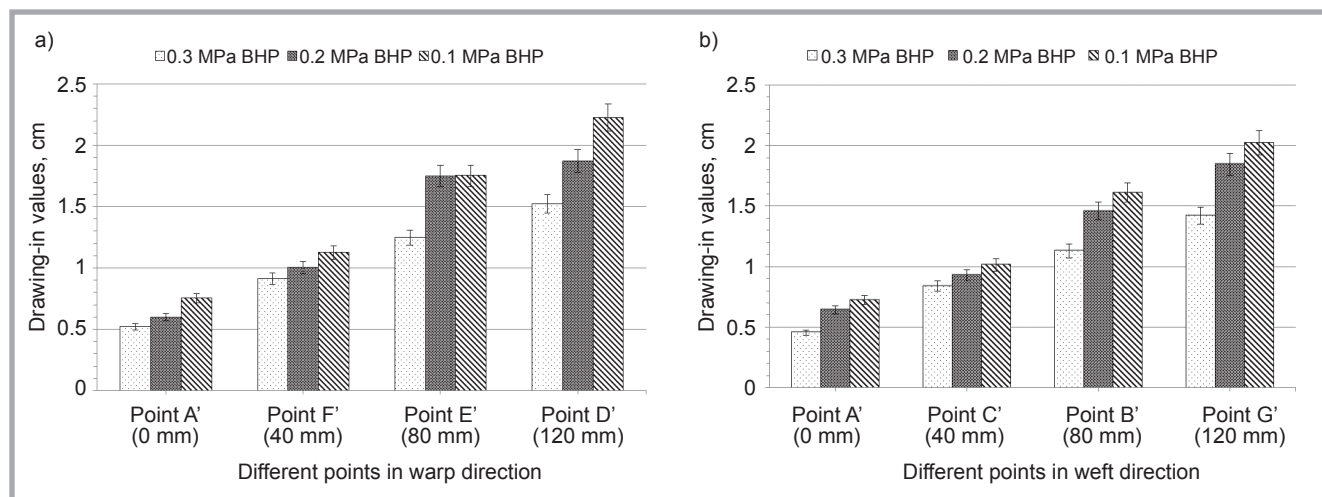 a)
0.3 MPa BHP 0.2 MPa BHP 0.1 MPa BHP
Drawing-in values, cm
2.5
2
1.5
1
0.5
0
Point A’ Point F’ Point E’ Point D’
(0 mm) (40 mm) (80 mm) (120 mm)
Different points in warp direction
b)
0.3 MPa BHP 0.2 MPa BHP 0.1 MPa BHP
Drawing-in values, cm
2.5
2
1.5
1
0.5
0
Point A’ Point C’ Point B’ Point G’
(0 mm) (40 mm) (80 mm) (120 mm)
Different points in weft direction